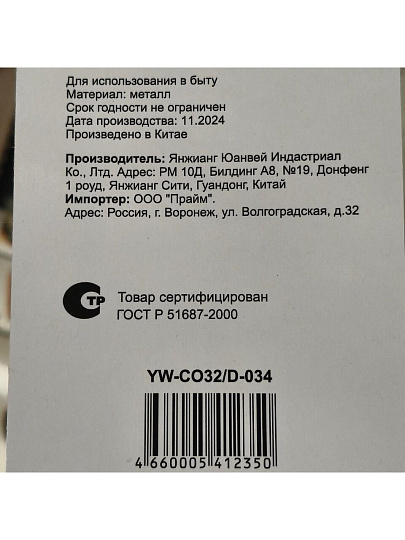 Для использования в быту
Материал: металл
Срок годности не ограничен
Дата производства: 11.2024
Произведено в Китае
Производитель: Янжианг Юанвей Индастриал
Ко., Лтд. Адрес: РМ 10Д, Билдинг А8, №19, Донфенг
1 роуд, Янжианг Сити, Гуандонг, Китай
Импортер: ООО "Прайм".
Адрес: Россия, г. Воронеж, ул. Волгоградская, д.32
СТР Товар сертифицирован
ГОСТ Р 51687-2000
YW-CO32/D-034
4 660005 412350